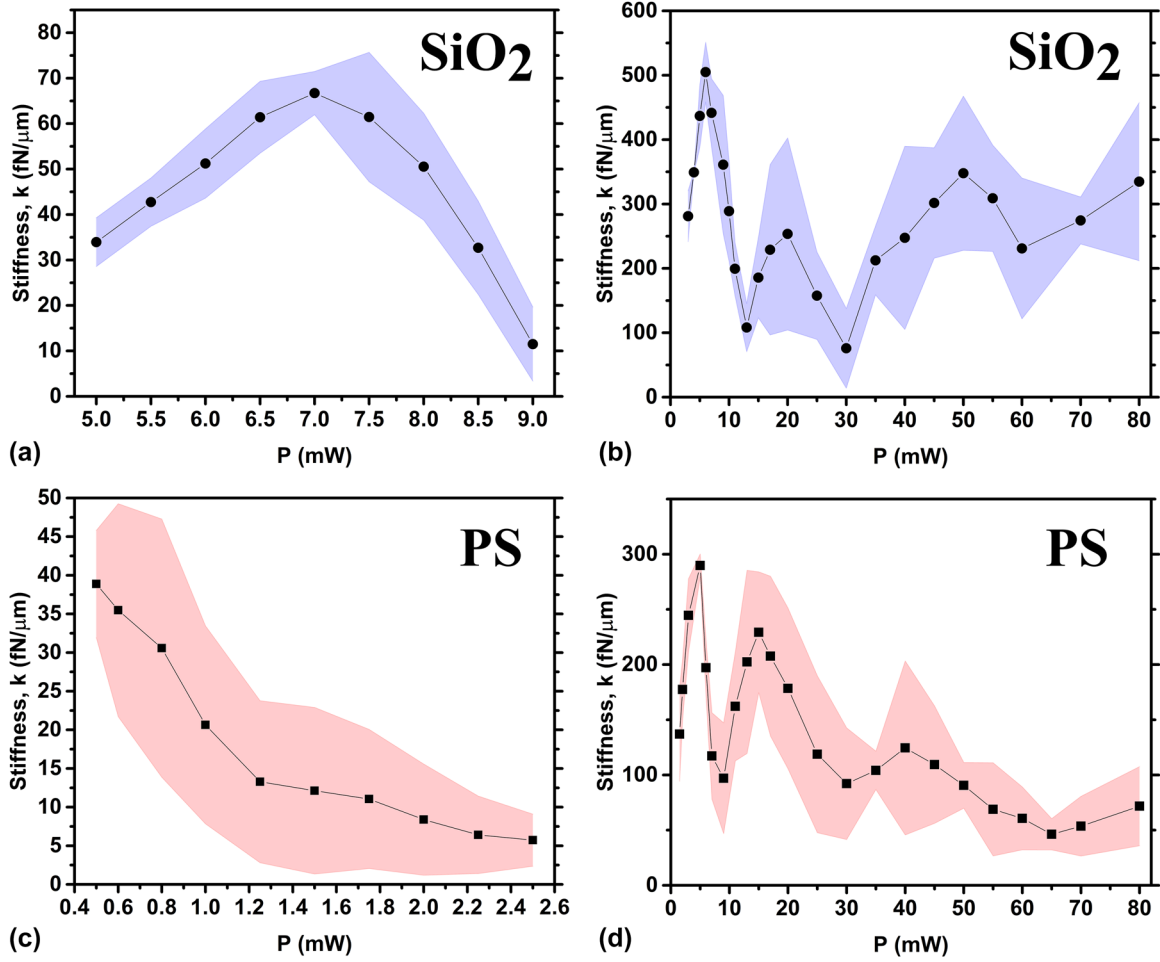 SiO2
Stiffness, k (fN/μm)
80
70
60
50
40
30
20
10
0
5.0 5.5 6.0 6.5 7.0 7.5 8.0 8.5 9.0
(a)
P (mW)
SiO2
Stiffness, k (fN/μm)
600
500
400
300
200
100
0
0 10 20 30 40 50 60 70 80
(b)
P (mW)
PS
Stiffness, k (fN/μm)
50
45
40
35
30
25
20
15
10
5
0
0.4 0.6 0.8 1.0 1.2 1.4 1.6 1.8 2.0 2.2 2.4 2.6
(c)
P (mW)
PS
Stiffness, k (fN/μm)
300
200
100
0
0 10 20 30 40 50 60 70 80
(d)
P (mW)